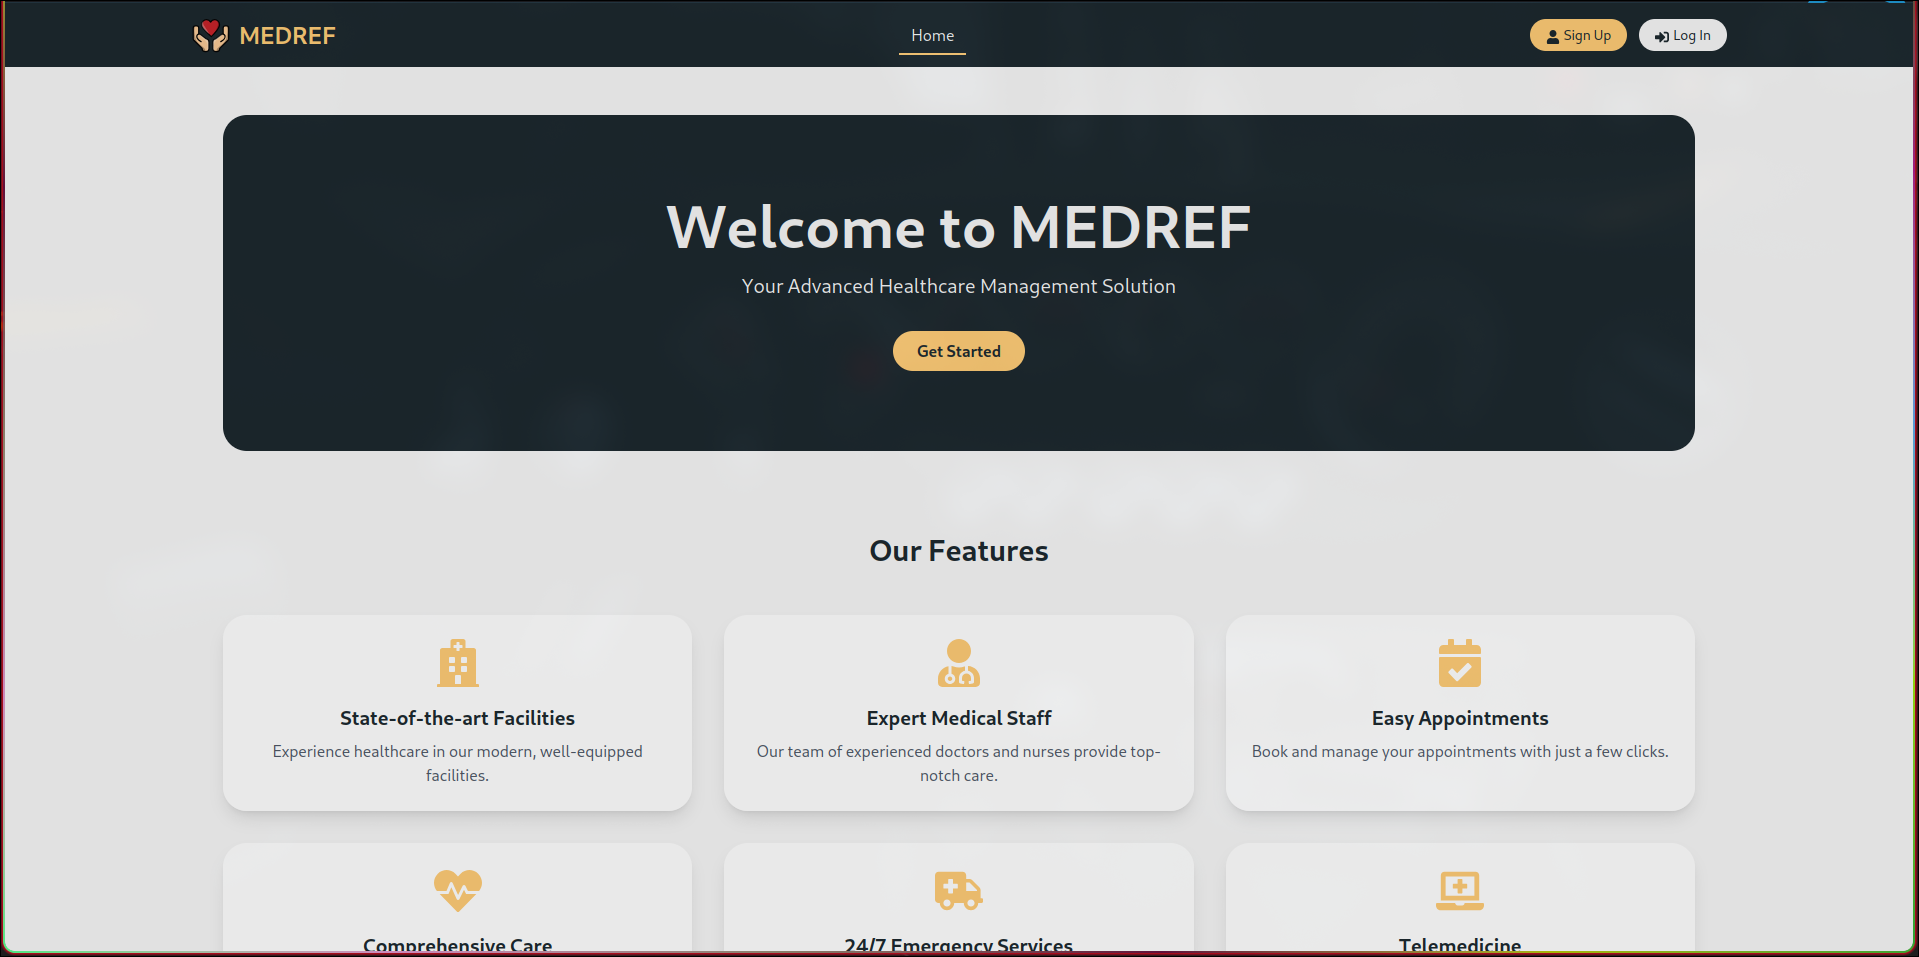 MEDREF
Home
Sign Up
Log In
Welcome to MEDREF
Your Advanced Healthcare Management Solution
Get Started
Our Features
State-of-the-art Facilities
Experience healthcare in our modern, well-equipped
facilities.
Expert Medical Staff
Our team of experienced doctors and nurses provide top-
notch care.
Easy Appointments
Book and manage your appointments with just a few clicks.
Comprehensive Care
24/7 Emergency Services
Telemedicine